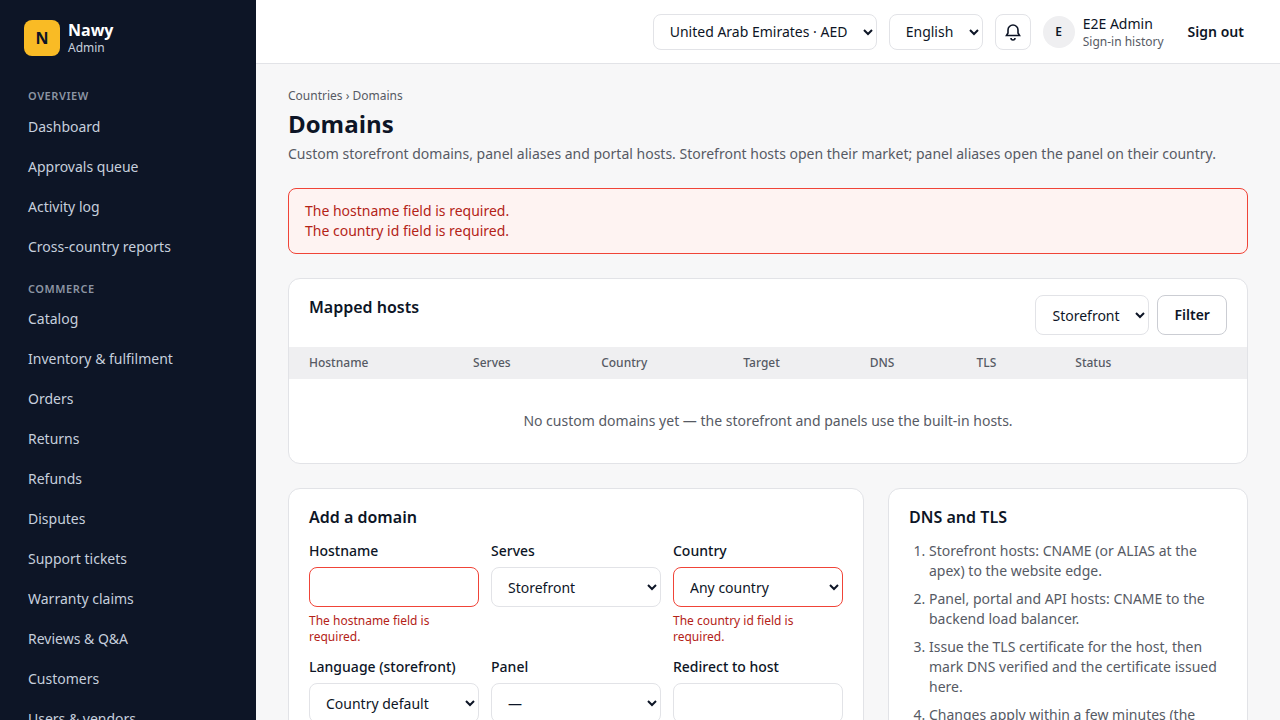 N
Nawy
Admin
OVERVIEW
Dashboard
Approvals queue
Activity log
Cross-country reports
COMMERCE
Catalog
Inventory & fulfilment
Orders
Returns
Refunds
Disputes
Support tickets
Warranty claims
Reviews & Q&A
Customers
Users & vendors
United Arab Emirates · AED
English
E
E2E Admin
Sign-in history
Sign out
Countries › Domains
Domains
Custom storefront domains, panel aliases and portal hosts. Storefront hosts open their market; panel aliases open the panel on their country.
The hostname field is required.
The country id field is required.
Mapped hosts
Storefront
Filter
Hostname Serves Country Target DNS TLS Status
No custom domains yet — the storefront and panels use the built-in hosts.
Add a domain
Hostname Serves Country
Storefront Any country
The hostname field is
required.
The country id field is
required.
Language (storefront) Panel Redirect to host
Country default —
DNS and TLS
1. Storefront hosts: CNAME (or ALIAS at the
apex) to the website edge.
2. Panel, portal and API hosts: CNAME to the
backend load balancer.
3. Issue the TLS certificate for the host, then
mark DNS verified and the certificate issued
here.
4. Changes apply within a few minutes (the